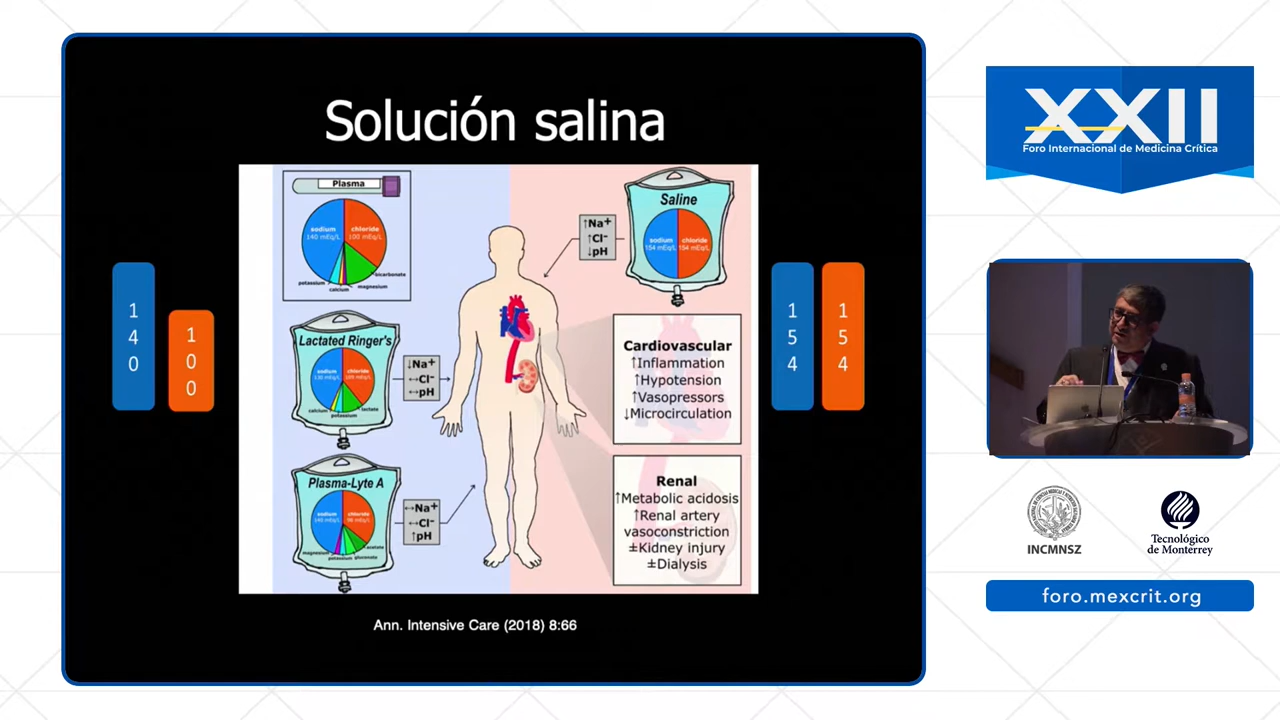 Solución salina
Plasma
sodium
140 mEq/L
chloride
100 mEq/L
bicarbonate
potassium
calcium
magnesium
Lactated Ringer's
sodium
130 mEq/L
chloride
calcium
potassium
lactate
↓Na+
↔Cl-
↔pH
Plasma-Lyte A
sodium
140 mEq/L
chloride
98 mEq/L
magnesium
potassium
gluconate
acetate
↔Na+
↔Cl-
↑pH
↑Na+
↑Cl-
↓pH
Saline
sodium
154 mEq/L
chloride
154 mEq/L
Cardiovascular
↑Inflammation
↑Hypotension
↑Vasopressors
↓Microcirculation
Renal
↑Metabolic acidosis
↑Renal artery
vasoconstriction
±Kidney injury
±Dialysis
140
100
154
154
Ann. Intensive Care (2018) 8:66
XXII
Foro Internacional de Medicina Crítica
INCMNSZ
Tecnológico
de Monterrey
foro.mexcrit.org